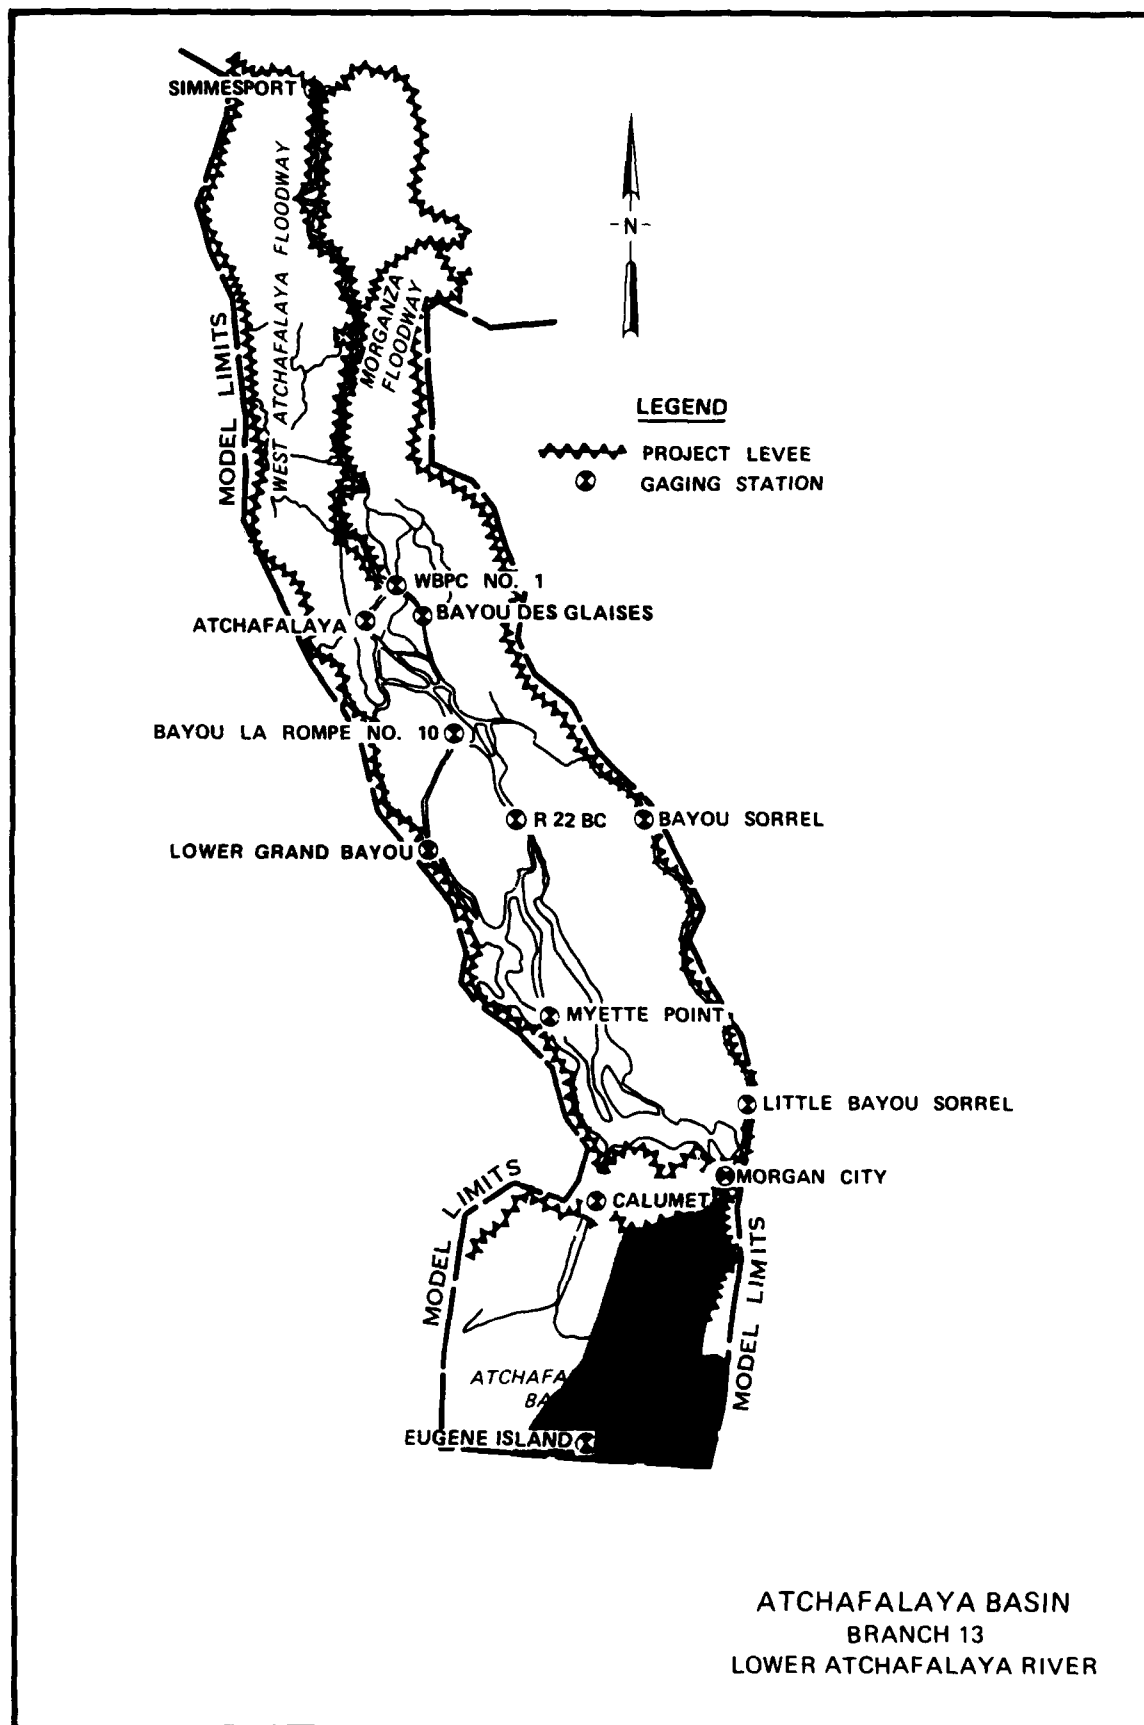 SIMMESPORT
WEST ATCHAFALAYA FLOODWAY
-N-
MORGANZA
FLOODWAY
MODEL LIMITS
LEGEND
PROJECT LEVEE
GAGING STATION
WBPC NO. 1
BAYOU DES GLAISES
ATCHAFALAYA
BAYOU LA ROMPE NO. 10
R 22 BC
BAYOU SORREL
LOWER GRAND BAYOU
MYETTE POINT
LITTLE BAYOU SORREL
MORGAN CITY
CALUMET
MODEL LIMITS
MODEL LIMITS
ATCHAFA
BA
EUGENE ISLAND
ATCHAFALAYA BASIN
BRANCH 13
LOWER ATCHAFALAYA RIVER